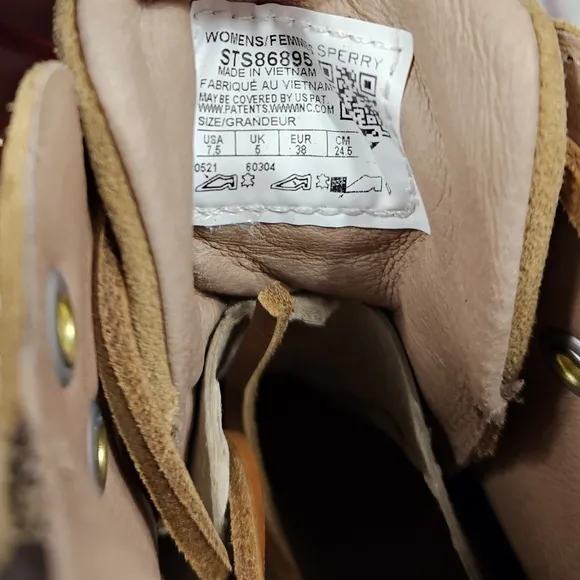 WOMENS/FEMMES SPERRY
STS86895
MADE IN VIETNAM
FABRIQUÉ AU VIETNAM
MAY BE COVERED BY US PAT.
WWW.PATENTS.WWWINC.COM
SIZE/GRANDEUR
USA UK EUR CM
7.5 5 38 24.5
0521 60304